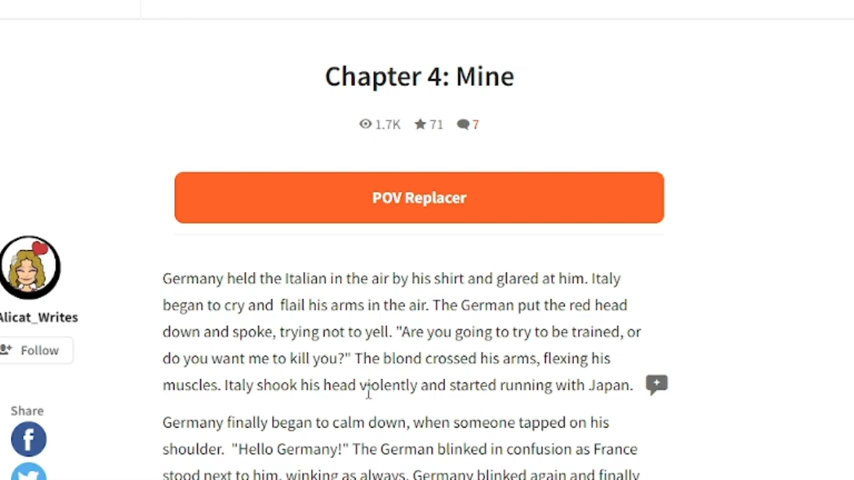 Chapter 4: Mine
1.7K 71 7
POV Replacer
Germany held the Italian in the air by his shirt and glared at him. Italy
began to cry and flail his arms in the air. The German put the red head
down and spoke, trying not to yell. "Are you going to try to be trained, or
do you want me to kill you?" The blond crossed his arms, flexing his
muscles. Italy shook his head violently and started running with Japan.
Germany finally began to calm down, when someone tapped on his
shoulder. "Hello Germany!" The German blinked in confusion as France
stood next to him, winking as always. Germany blinked again and finally
Alicat_Writes
Follow
Share